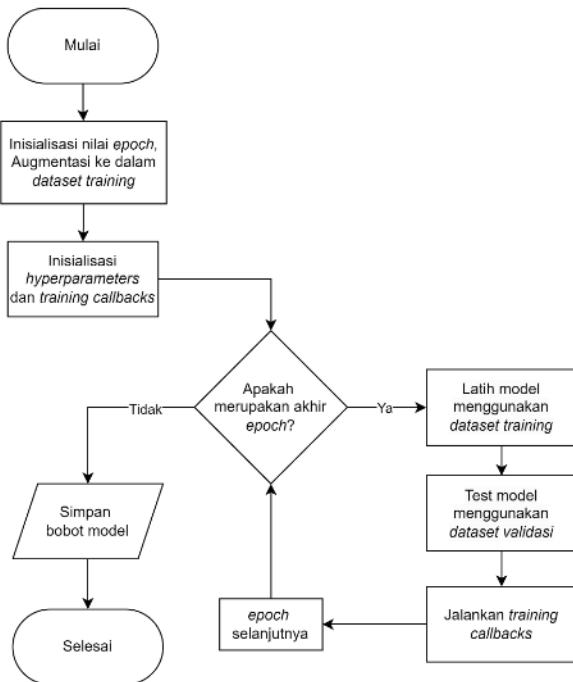 Mulai
Inisialisasi nilai epoch,
Augmentasi ke dalam
dataset training
Inisialisasi
hyperparameters
dan training callbacks
Apakah
merupakan akhir
epoch?
Tidak
Ya
Latih model
menggunakan
dataset training
Test model
menggunakan
dataset validasi
Jalankan training
callbacks
epoch
selanjutnya
Simpan
bobot model
Selesai